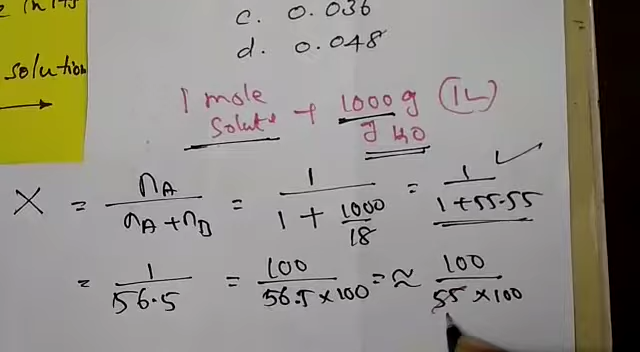 solution
c. 0.036
d. 0.048
1 mole solute + 1000 g (1L)
H2O
X = nA / nA + nB = 1 / 1 + 1000/18 = 1 / 1 + 55.55
= 1 / 56.5 = 100 / 56.5 × 100 = ≈ 100 / 55 × 100